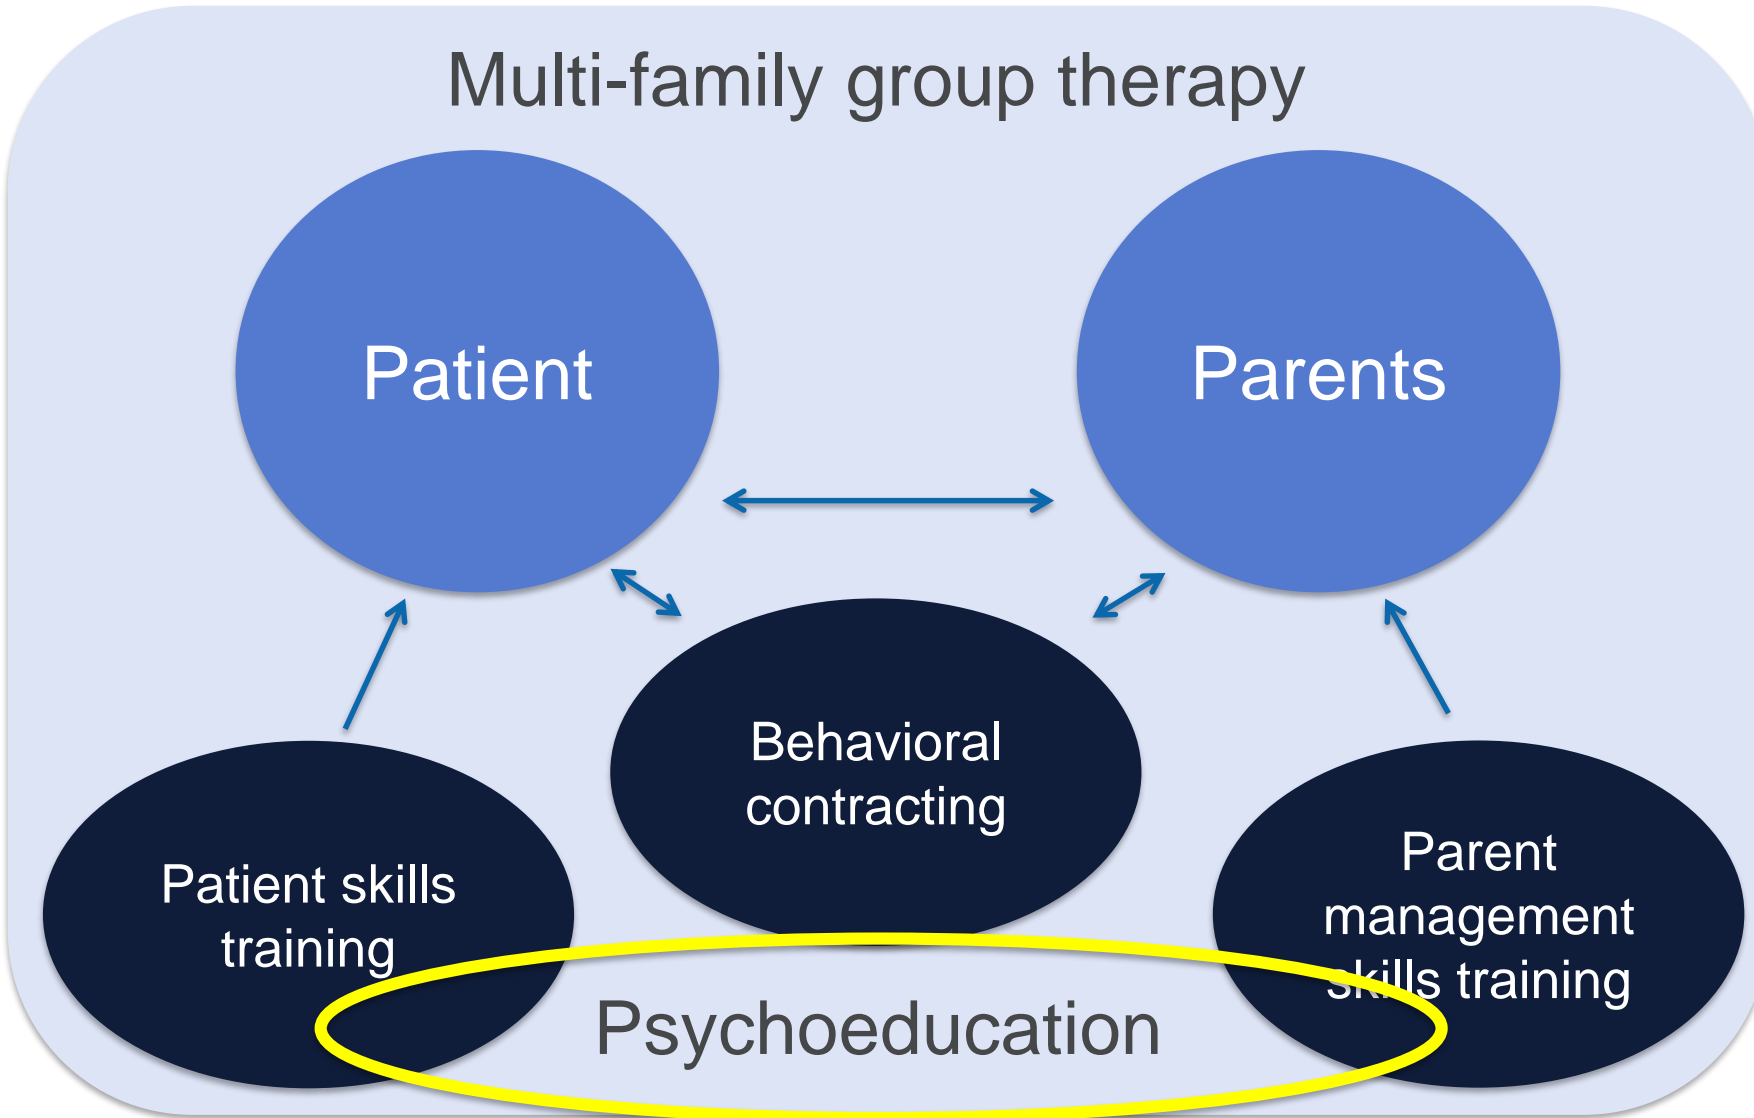 Multi-family group therapy
Patient
Parents
Behavioral
contracting
Patient skills
training
Parent
management
skills training
Psychoeducation